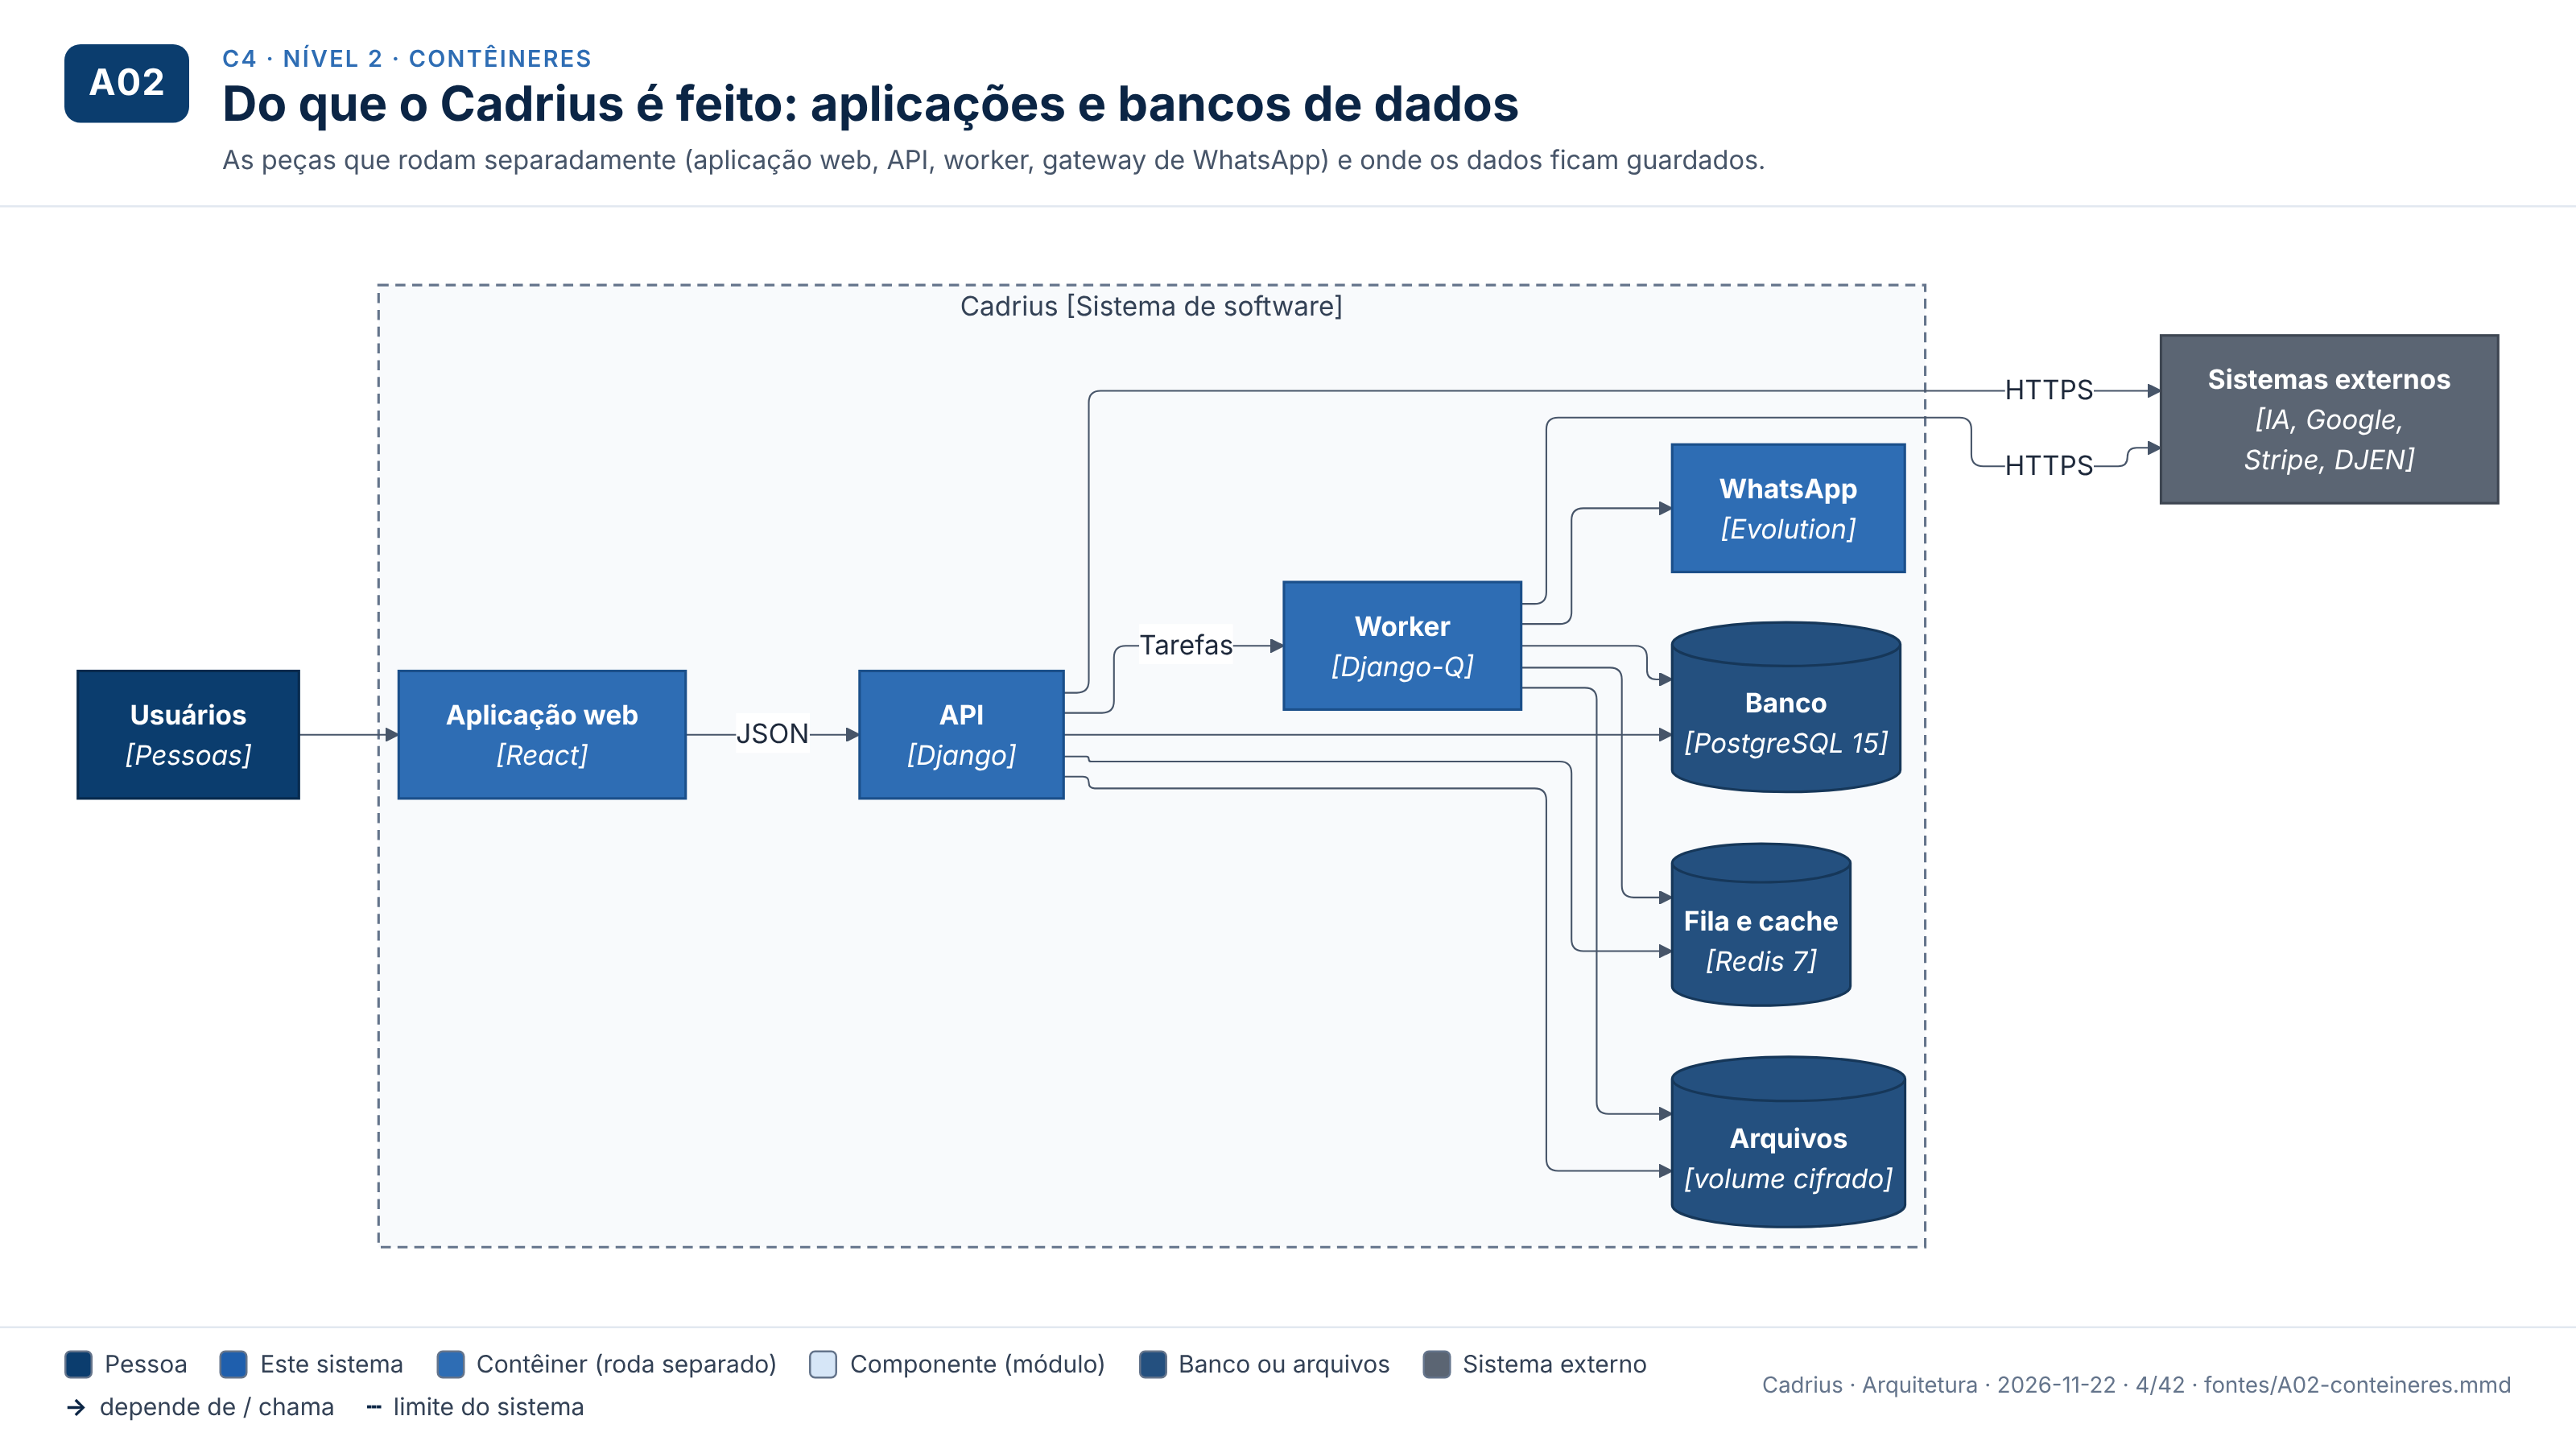 A02
C4 · NÍVEL 2 · CONTÊINERES
Do que o Cadrius é feito: aplicações e bancos de dados
As peças que rodam separadamente (aplicação web, API, worker, gateway de WhatsApp) e onde os dados ficam guardados.
Cadrius [Sistema de software]
HTTPS
HTTPS
Sistemas externos
[IA, Google,
Stripe, DJEN]
WhatsApp
[Evolution]
Tarefas
Worker
[Django-Q]
Usuários
[Pessoas]
Aplicação web
[React]
JSON
API
[Django]
Banco
[PostgreSQL 15]
Fila e cache
[Redis 7]
Arquivos
[volume cifrado]
Pessoa
Este sistema
Contêiner (roda separado)
Componente (módulo)
Banco ou arquivos
Sistema externo
→ depende de / chama
┅ limite do sistema
Cadrius · Arquitetura · 2026-11-22 · 4/42 · fontes/A02-conteineres.mmd